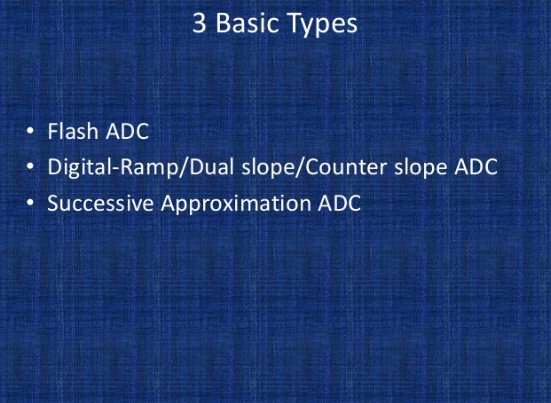 3 Basic Types
• Flash ADC
• Digital-Ramp/Dual slope/Counter slope ADC
• Successive Approximation ADC